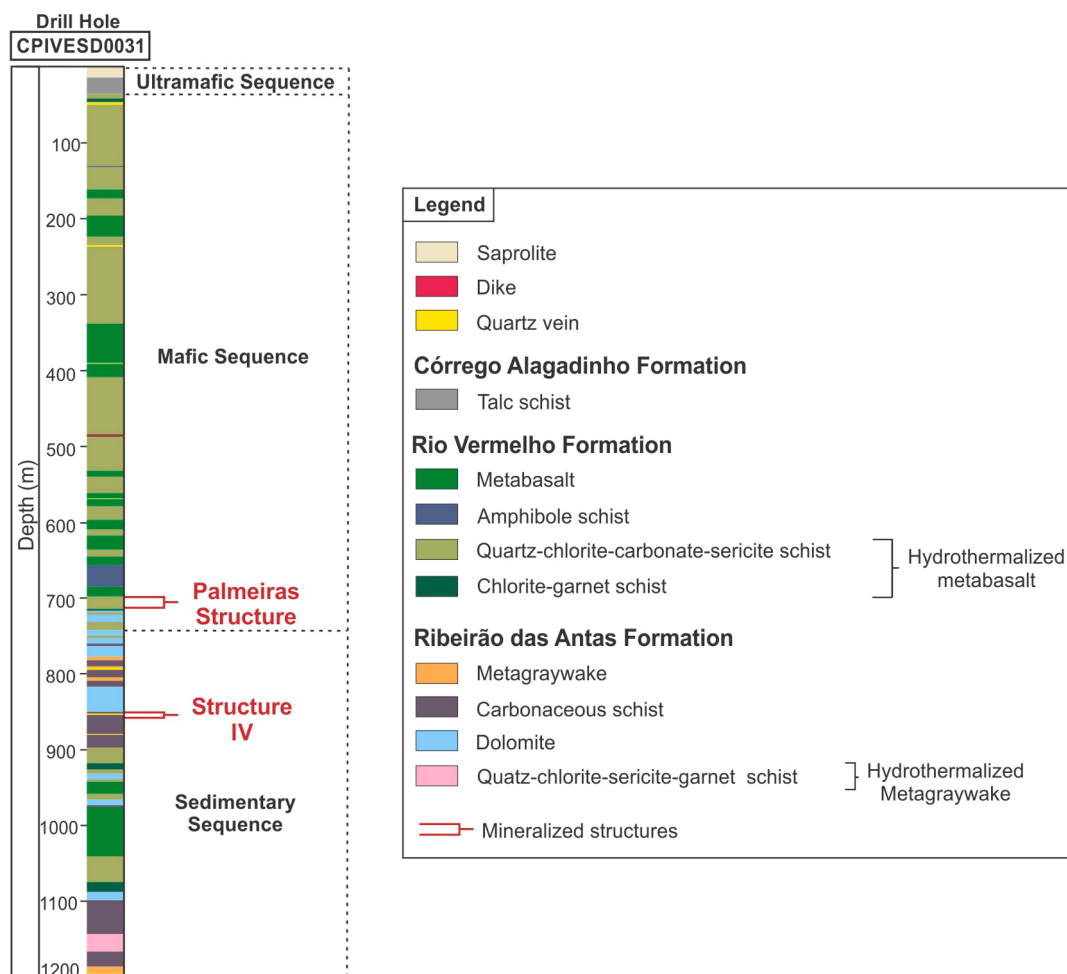 Drill Hole
CPIVESD0031
Ultramafic Sequence
100
200
300
Mafic Sequence
400
500
Depth (m)
600
700
Palmeiras
Structure
800
Structure
IV
900
Sedimentary
Sequence
1000
1100
1200
Legend
Saprolite
Dike
Quartz vein
Córrego Alagadinho Formation
Talc schist
Rio Vermelho Formation
Metabasalt
Amphibole schist
Quartz-chlorite-carbonate-sericite schist
Chlorite-garnet schist
Hydrothermalized
metabasalt
Ribeirão das Antas Formation
Metagraywake
Carbonaceous schist
Dolomite
Quatz-chlorite-sericite-garnet schist
Hydrothermalized
Metagraywake
Mineralized structures